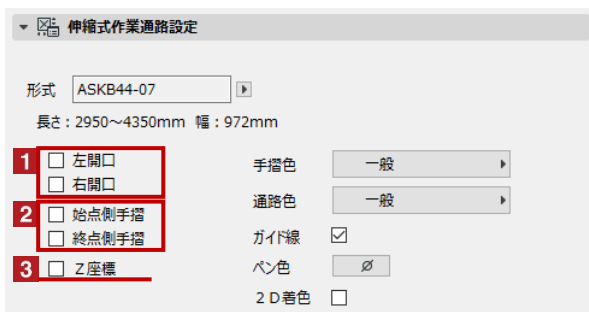 伸縮式作業通路設定
形式 ASKB44-07
長さ：2950～4350mm 幅：972mm
1 左開口
右開口
2 始点側手摺
終点側手摺
3 Z座標
手摺色 一般
通路色 一般
ガイド線
ペン色 Ø
2D着色